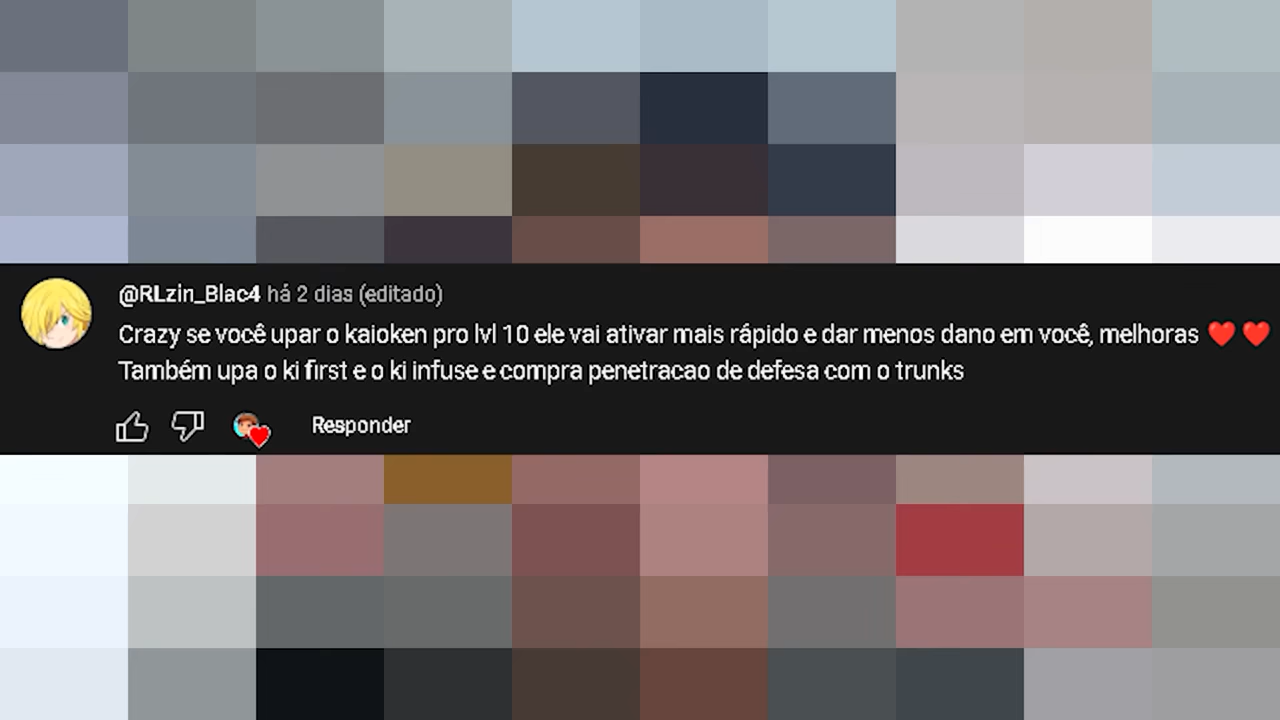 @RLzin_Blac4 há 2 dias (editado)
Crazy se você upar o kaioken pro lvl 10 ele vai ativar mais rápido e dar menos dano em você, melhoras ❤️ ❤️
Também upa o ki first e o ki infuse e compra penetracao de defesa com o trunks
Responder